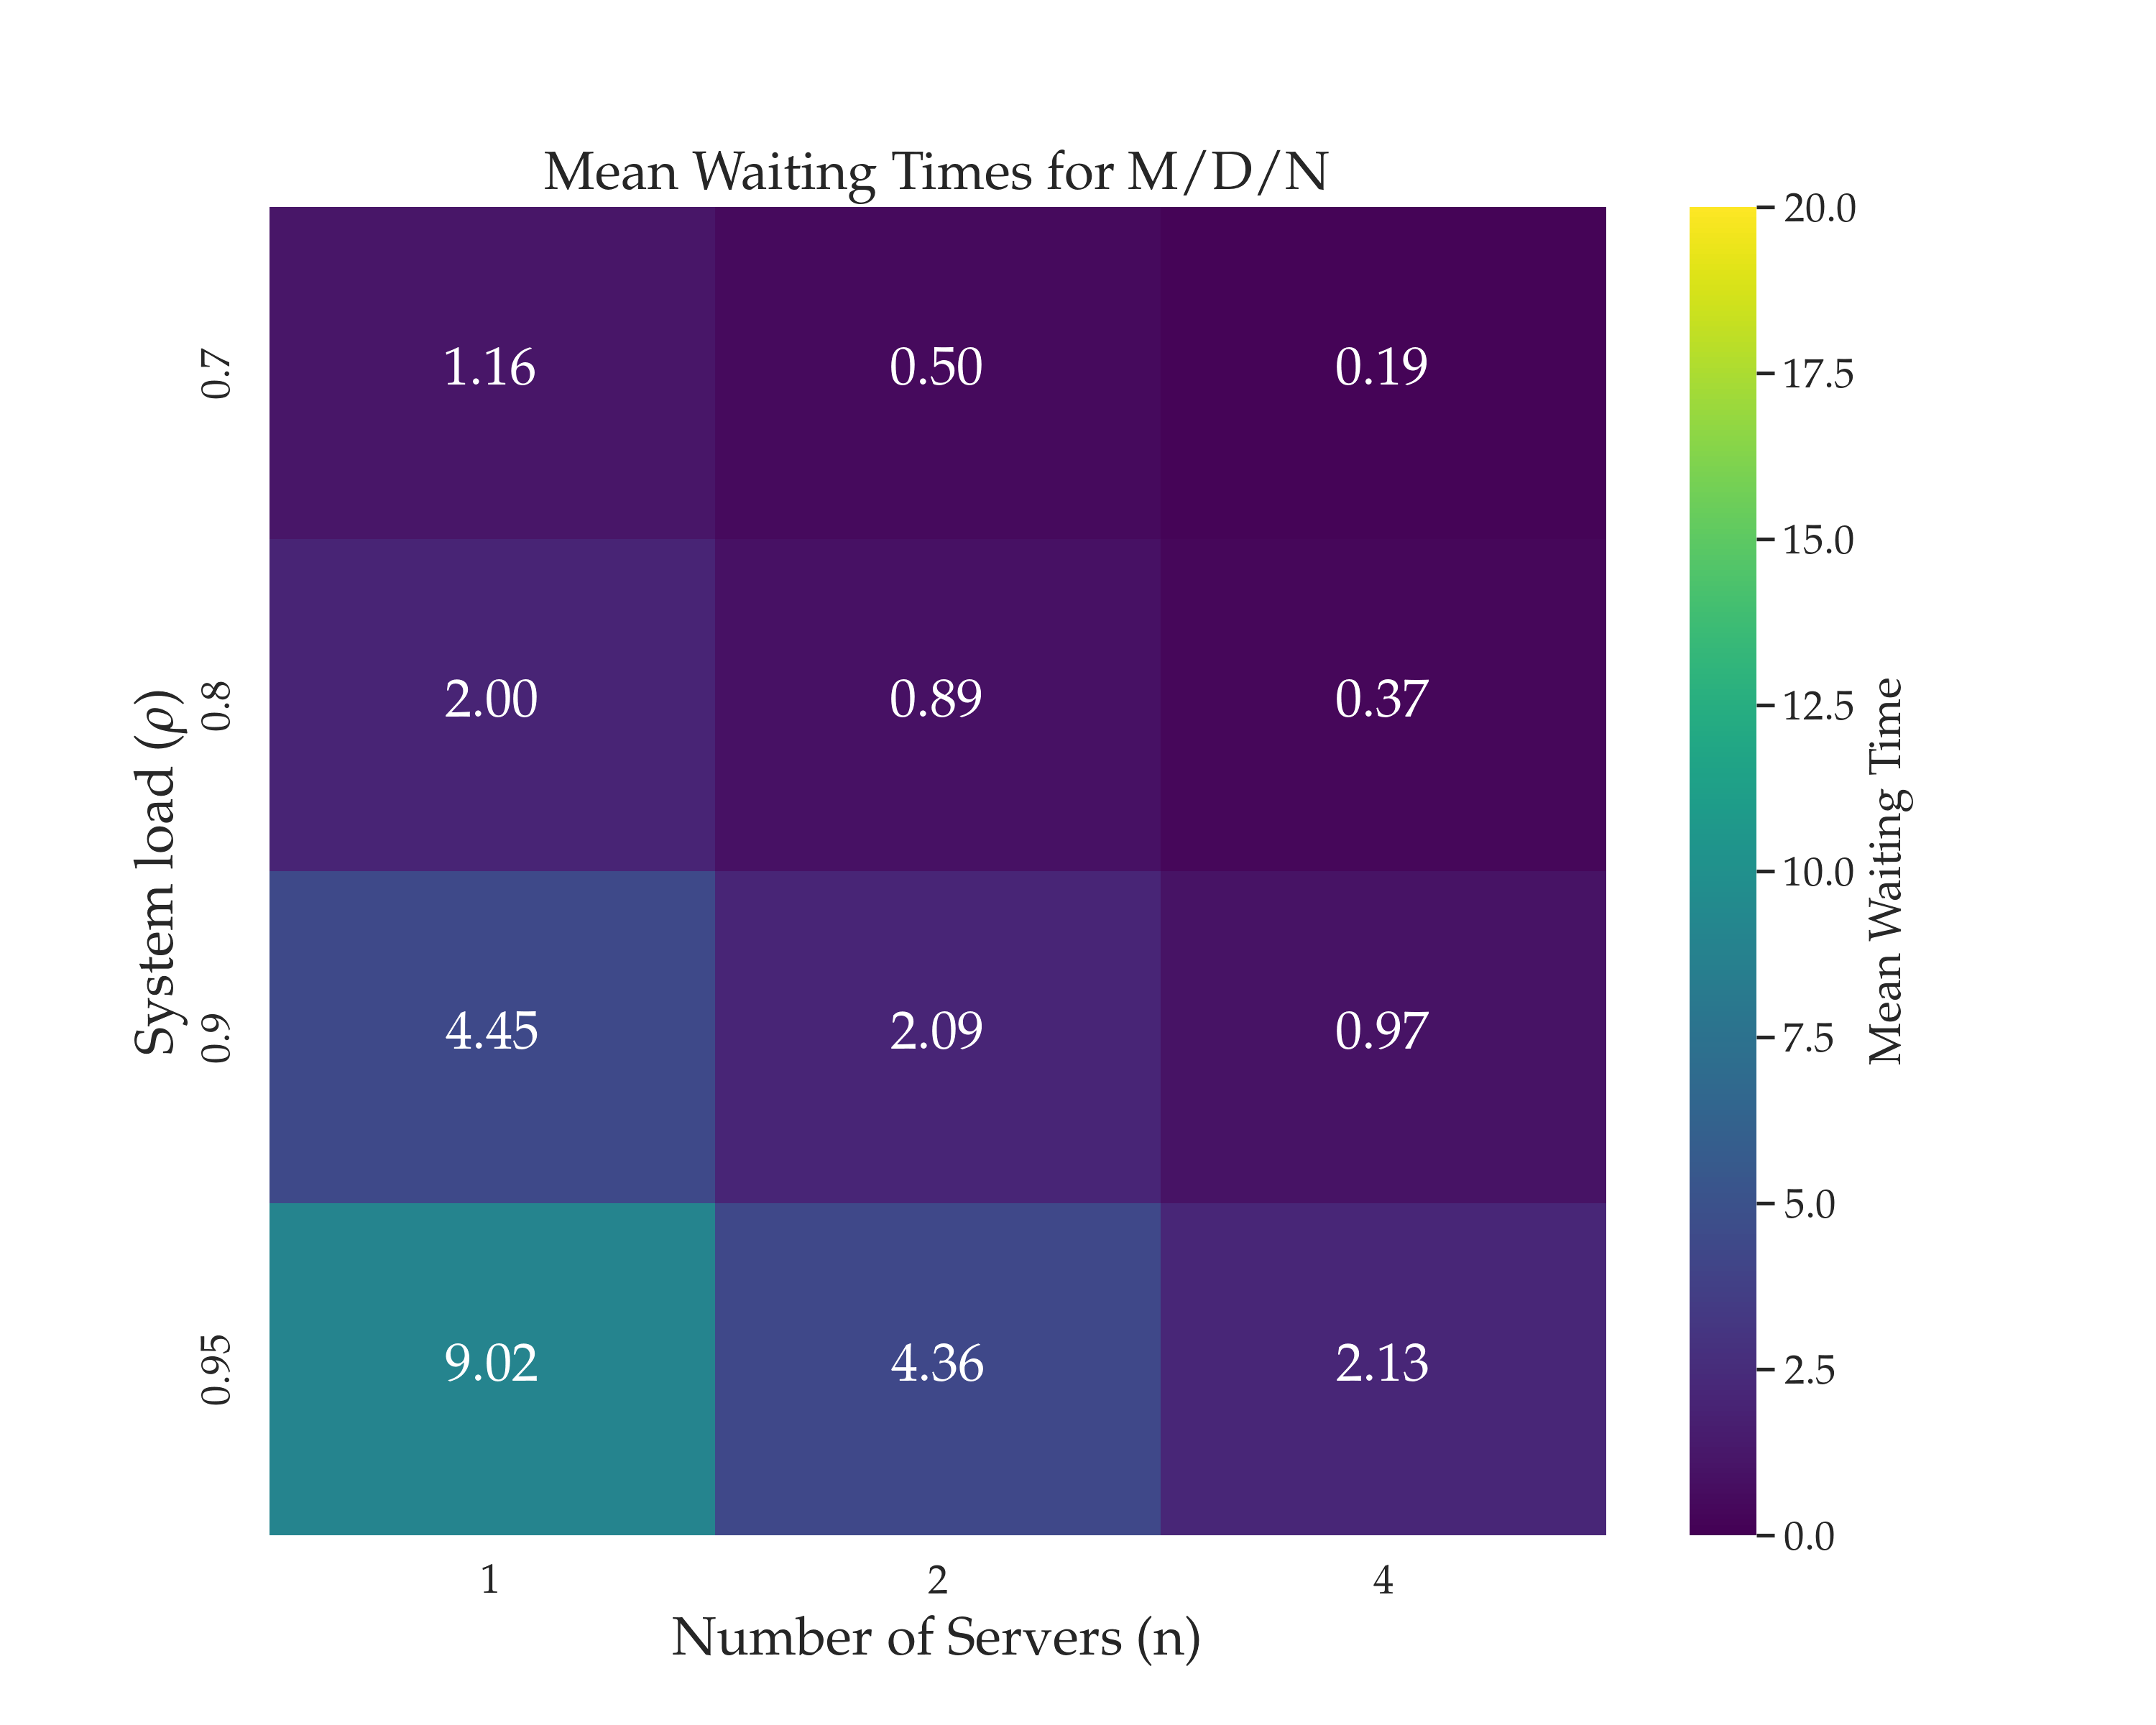 Mean Waiting Times for M/D/N
System load (ρ)
0.7
1.16 0.50 0.19
0.8
2.00 0.89 0.37
0.9
4.45 2.09 0.97
0.95
9.02 4.36 2.13
1 2 4
Number of Servers (n)
20.0
17.5
15.0
12.5
10.0
7.5
5.0
2.5
0.0
Mean Waiting Time